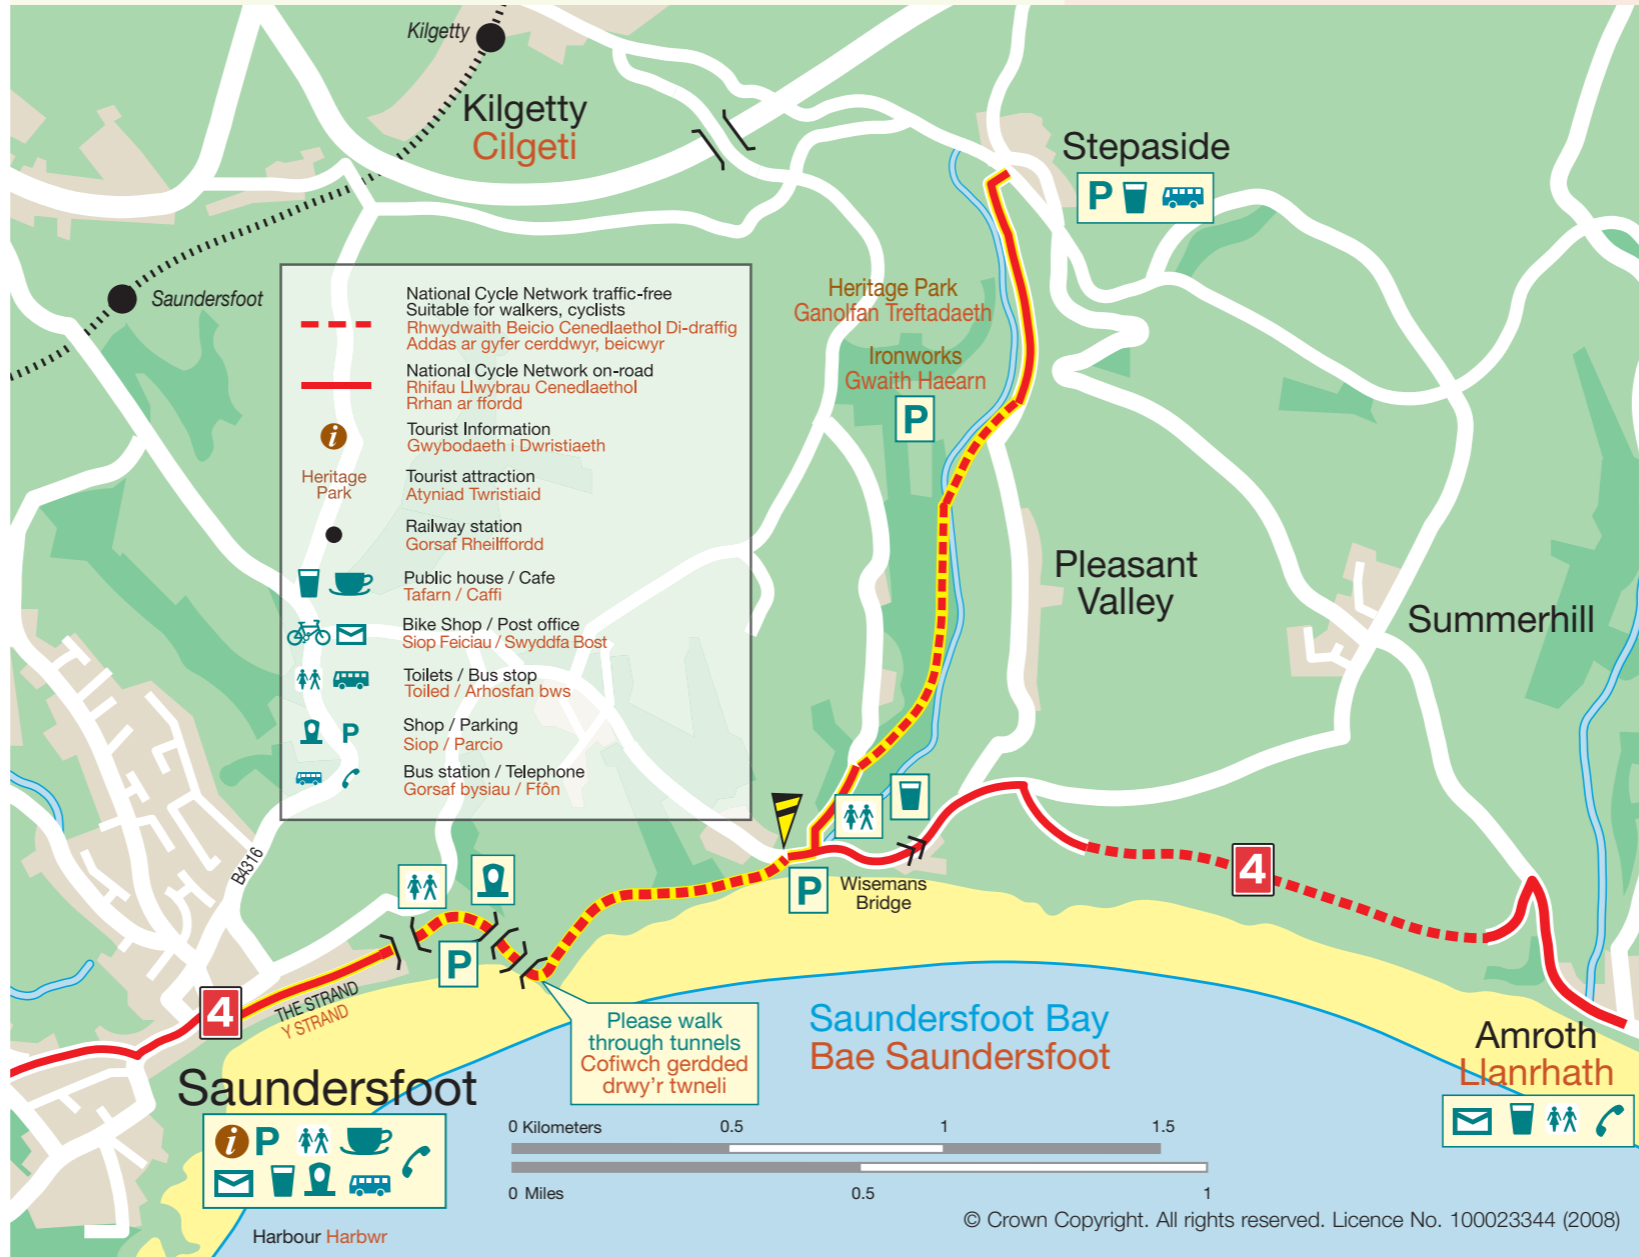 Kilgetty
Kilgetty
Cilgeti
Stepaside
P
Saundersfoot
Heritage Park
Ganolfan Treftadaeth
Ironworks
Gwaith Haearn
P
National Cycle Network traffic-free
Suitable for walkers, cyclists
Rhwydwaith Beicio Cenedlaethol Di-draffig
Addas ar gyfer cerddwyr, beicwyr
National Cycle Network on-road
Rhifau Llwybrau Cenedlaethol
Rrhan ar ffordd
i
Tourist Information
Gwybodaeth i Dwristiaeth
Heritage
Park
Tourist attraction
Atyniad Twristiaid
Railway station
Gorsaf Rheilffordd
Public house / Cafe
Tafarn / Caffi
Bike Shop / Post office
Siop Feiciau / Swyddfa Bost
Toilets / Bus stop
Toiled / Arhosfan bws
P
Shop / Parking
Siop / Parcio
Bus station / Telephone
Gorsaf bysiau / Ffôn
Pleasant
Valley
Summerhill
B4316
P
Wisemans
Bridge
4
P
4
THE STRAND
Y STRAND
Please walk
through tunnels
Cofiwch gerdded
drwy'r twneli
Saundersfoot Bay
Bae Saundersfoot
Amroth
Llanrhath
Saundersfoot
i P
0 Kilometers 0.5 1 1.5
0 Miles 0.5 1
Harbour Harbwr
© Crown Copyright. All rights reserved. Licence No. 100023344 (2008)